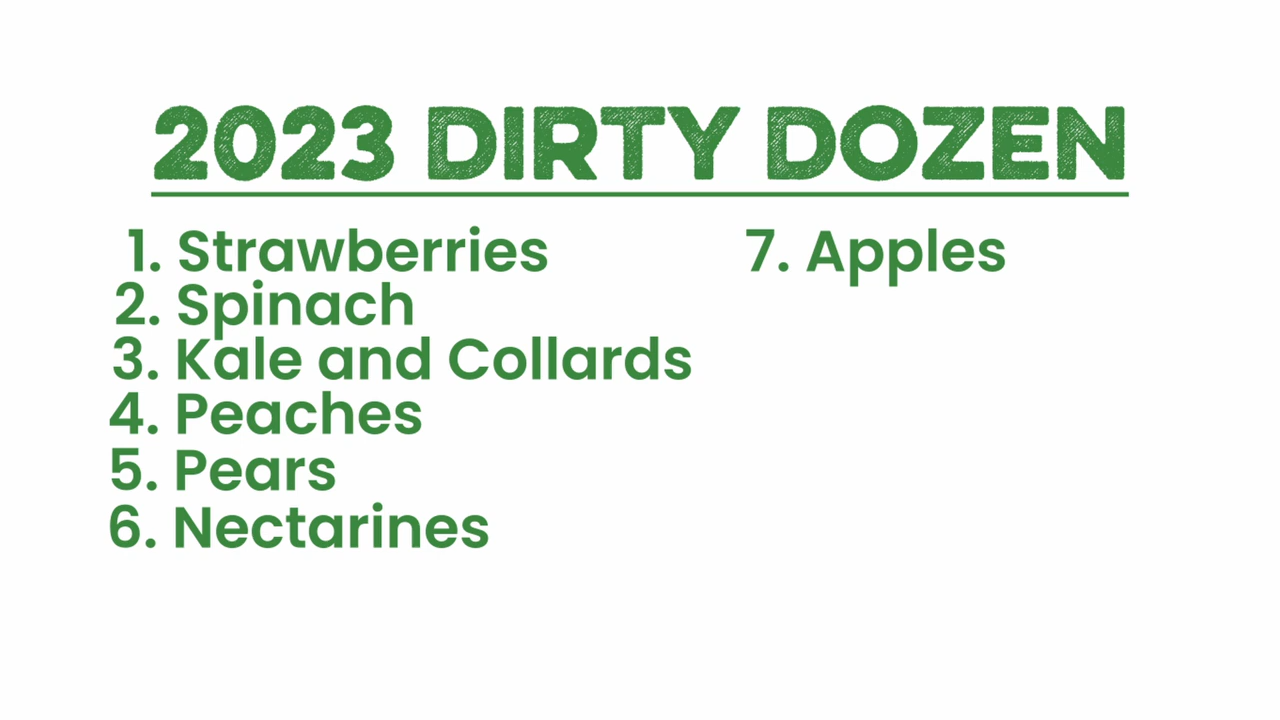 2023 DIRTY DOZEN
1. Strawberries
2. Spinach
3. Kale and Collards
4. Peaches
5. Pears
6. Nectarines
7. Apples